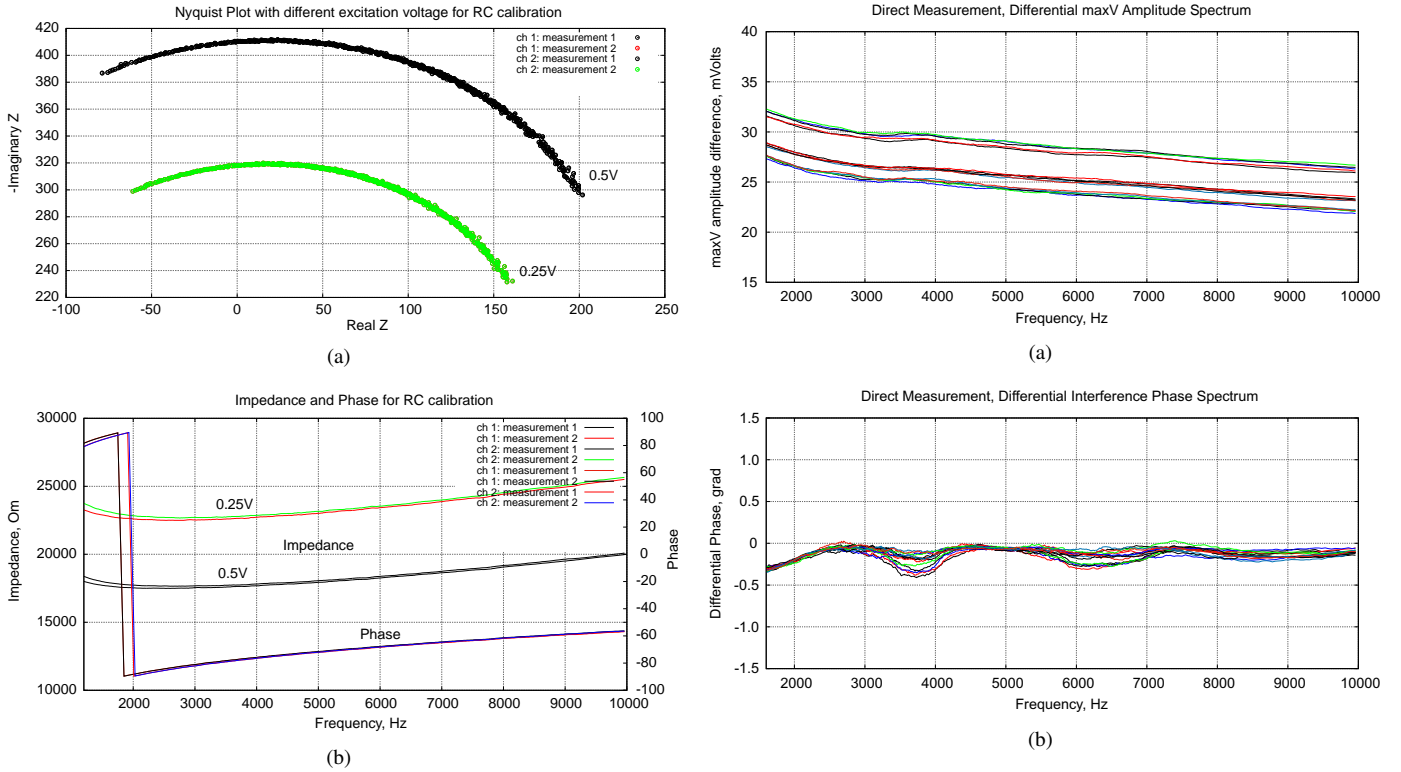 Nyquist Plot with different excitation voltage for RC calibration
-Imaginary Z
420
400
380
360
340
320
300
280
260
240
220
ch 1: measurement 1
ch 1: measurement 2
ch 2: measurement 1
ch 2: measurement 2
0.5V
0.25V
-100 -50 0 50 100 150 200 250
Real Z
(a)
Direct Measurement, Differential maxV Amplitude Spectrum
maxV amplitude difference, mVolts
40
35
30
25
20
15
2000 3000 4000 5000 6000 7000 8000 9000 10000
Frequency, Hz
(a)
Impedance and Phase for RC calibration
Impedance, Om
30000
25000
20000
15000
10000
ch 1: measurement 1
ch 1: measurement 2
ch 2: measurement 1
ch 2: measurement 2
ch 1: measurement 1
ch 1: measurement 2
ch 2: measurement 1
ch 2: measurement 2
0.25V
Impedance
0.5V
Phase
100
80
60
40
20
0
-20
-40
-60
-80
-100
Phase
2000 3000 4000 5000 6000 7000 8000 9000 10000
Frequency, Hz
(b)
Direct Measurement, Differential Interference Phase Spectrum
Differential Phase, grad
1.5
1.0
0.5
0
-0.5
-1.0
-1.5
2000 3000 4000 5000 6000 7000 8000 9000 10000
Frequency, Hz
(b)